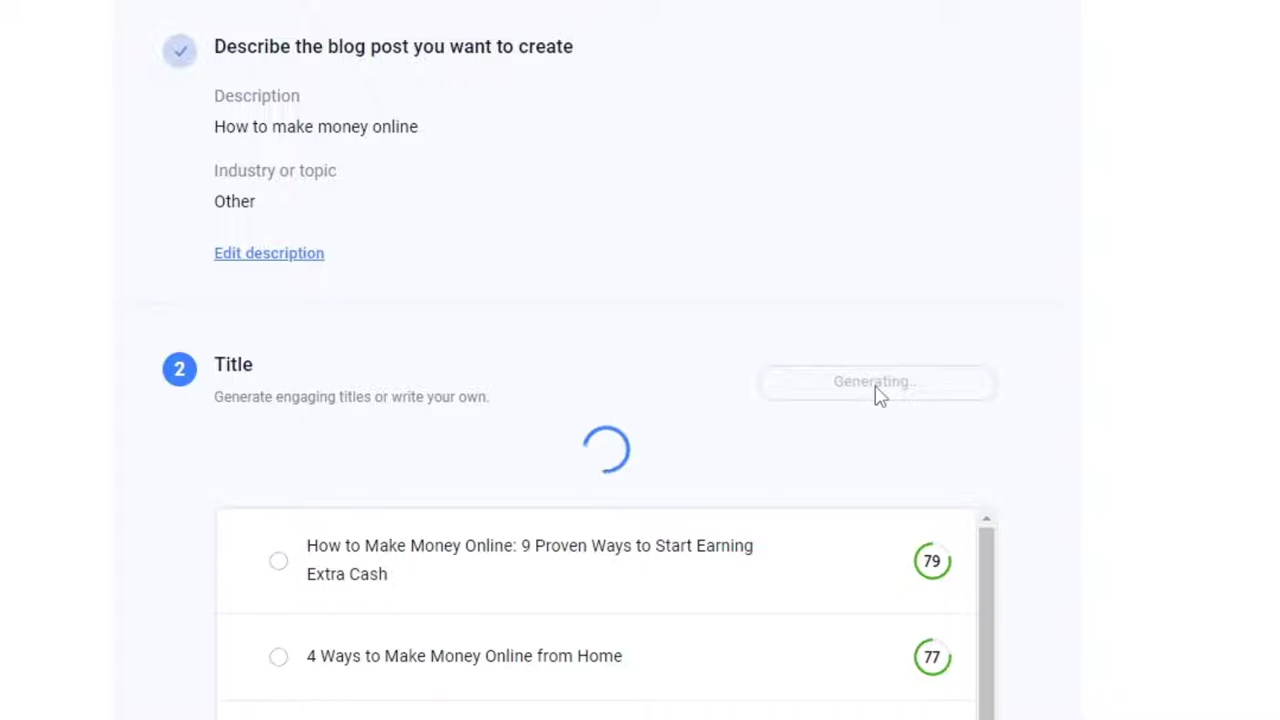 Describe the blog post you want to create
Description
How to make money online
Industry or topic
Other
Edit description
2
Title
Generate engaging titles or write your own.
Generating..
How to Make Money Online: 9 Proven Ways to Start Earning
Extra Cash
79
4 Ways to Make Money Online from Home
77